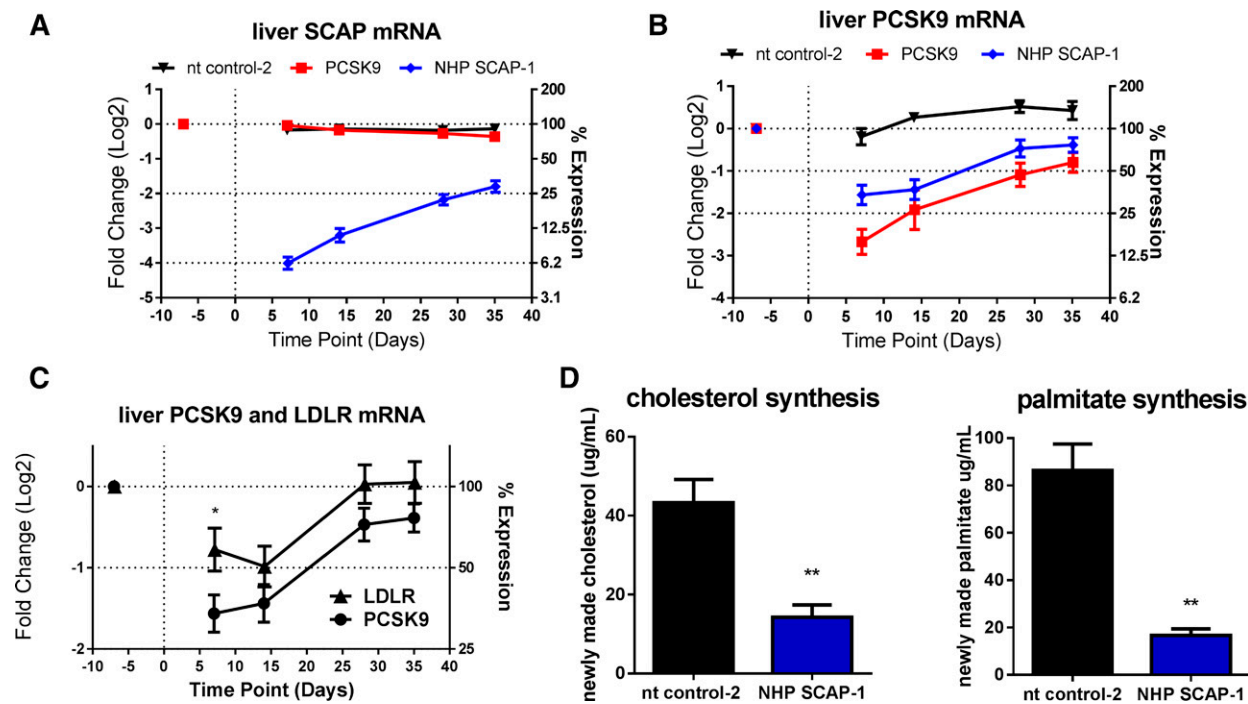 A
liver SCAP mRNA
nt control-2 PCSK9 NHP SCAP-1
Fold Change (Log2)
1
0
-1
-2
-3
-4
-5
200
100
50
25
12.5
6.2
3.1
% Expression
-10 -5 0 5 10 15 20 25 30 35 40
Time Point (Days)
B
liver PCSK9 mRNA
nt control-2 PCSK9 NHP SCAP-1
Fold Change (Log2)
1
0
-1
-2
-3
-4
200
100
50
25
12.5
6.2
% Expression
-10 -5 0 5 10 15 20 25 30 35 40
Time Point (Days)
C
liver PCSK9 and LDLR mRNA
Fold Change (Log2)
0
-1
-2
100
50
25
% Expression
*
LDLR
PCSK9
-10 -5 0 5 10 15 20 25 30 35 40
Time Point (Days)
D
cholesterol synthesis
newly made cholesterol (ug/mL)
60
40
20
0
**
nt control-2 NHP SCAP-1
palmitate synthesis
newly made palmitate ug/mL
100
80
60
40
20
0
**
nt control-2 NHP SCAP-1